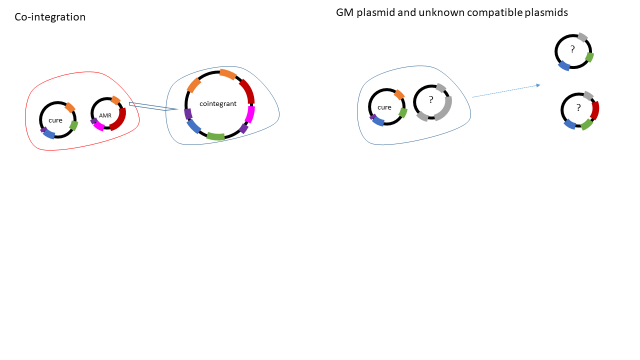 Co-integration
GM plasmid and unknown compatible plasmids
cure
AMR
cointegrant
cure
?
?
?